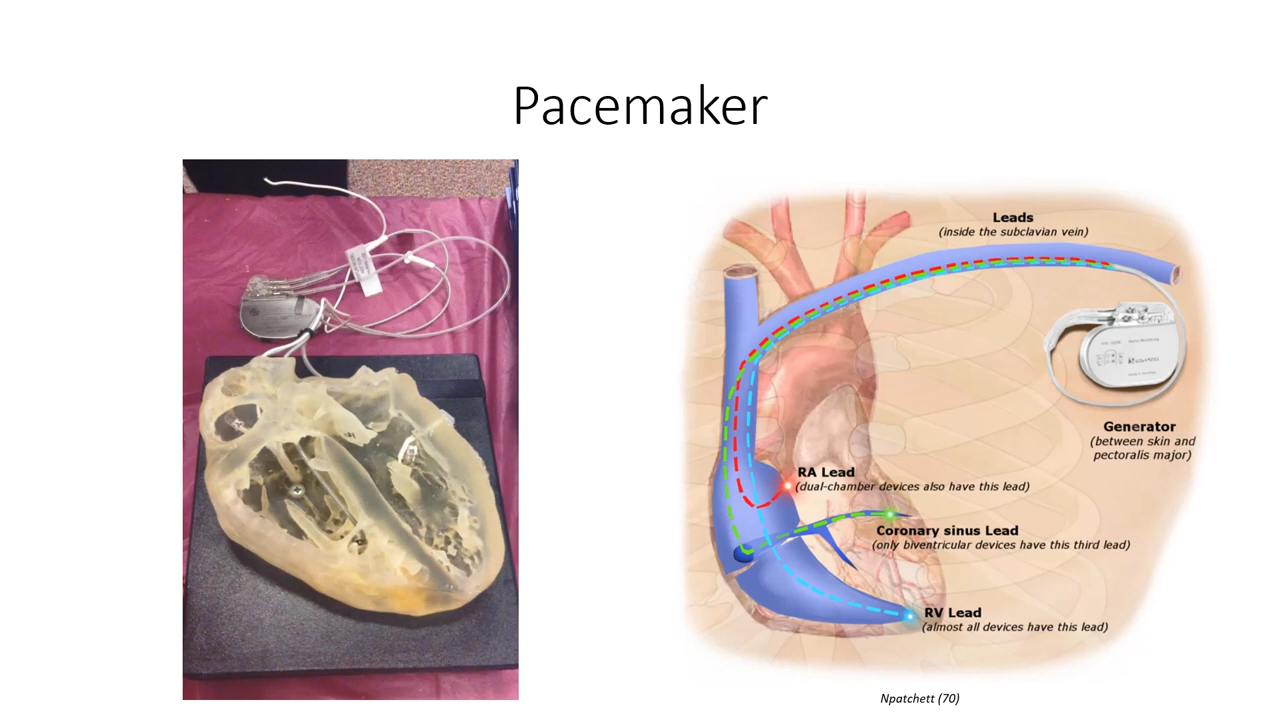 Pacemaker
Leads
(inside the subclavian vein)
Generator
(between skin and
pectoralis major)
RA Lead
(dual-chamber devices also have this lead)
Coronary sinus Lead
(only biventricular devices have this third lead)
RV Lead
(almost all devices have this lead)
Npatchett (70)